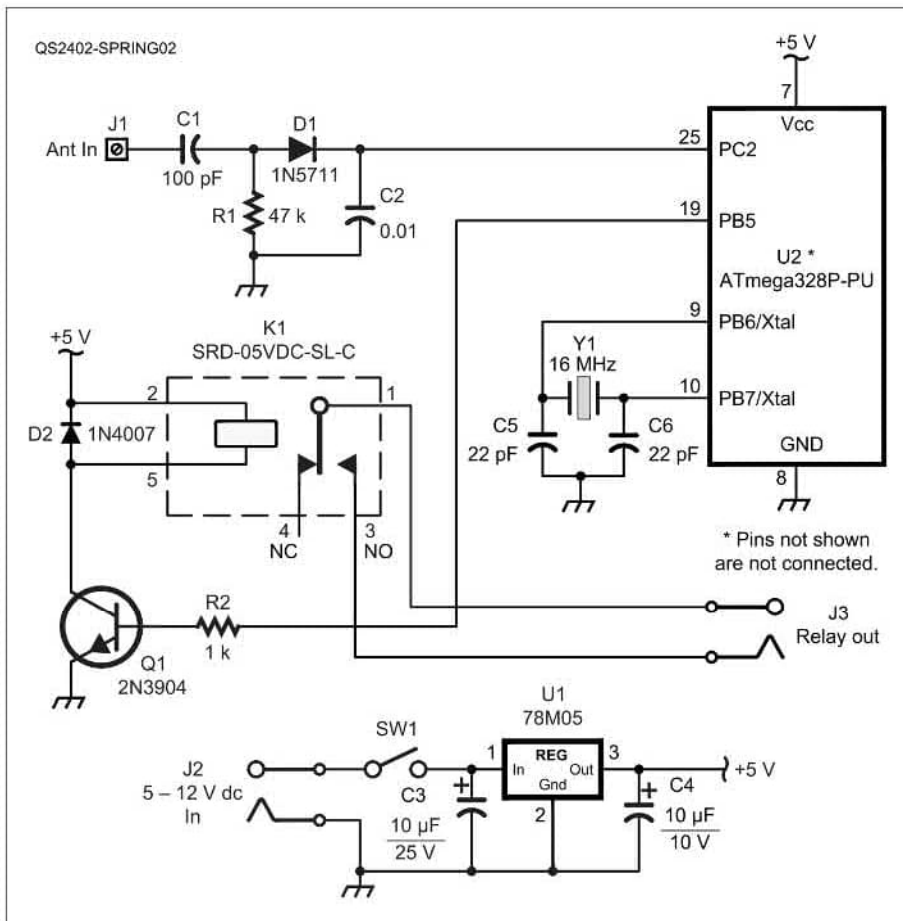 QS2402-SPRING02
+5 V
7
Vcc
J1
C1
D1
Ant In
100 pF
1N5711
25
PC2
R1
47 k
C2
0.01
19
PB5
U2 *
ATmega328P-PU
K1
SRD-05VDC-SL-C
9
PB6/Xtal
Y1
16 MHz
10
PB7/Xtal
C5
22 pF
C6
22 pF
GND
8
+5 V
2
1
D2
1N4007
5
4
NC
3
NO
* Pins not shown
are not connected.
R2
1 k
Q1
2N3904
J3
Relay out
U1
78M05
SW1
J2
5 – 12 V dc
In
1
REG
In
Out
Gnd
3
2
+5 V
C3
+
10 µF
25 V
C4
+
10 µF
10 V